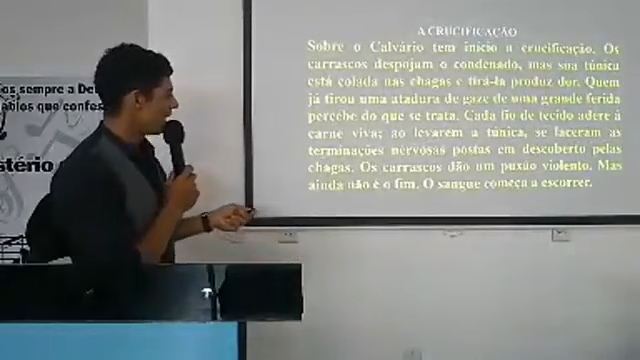 os sempre a De
ábios que confes
stério
A CRUCIFICAÇÃO
Sobre o Calvário tem início a crucificação. Os
carrascos despojam o condenado, mas sua túnica
está colada nas chagas e tirá-la produz dor. Quem
já tirou uma atadura de gaze de uma grande ferida
percebe do que se trata. Cada fio de tecido adere à
carne viva; ao levarem a túnica, se laceram as
terminações nervosas postas em descoberto pelas
chagas. Os carrascos dão um puxão violento. Mas
ainda não é o fim. O sangue começa a escorrer.